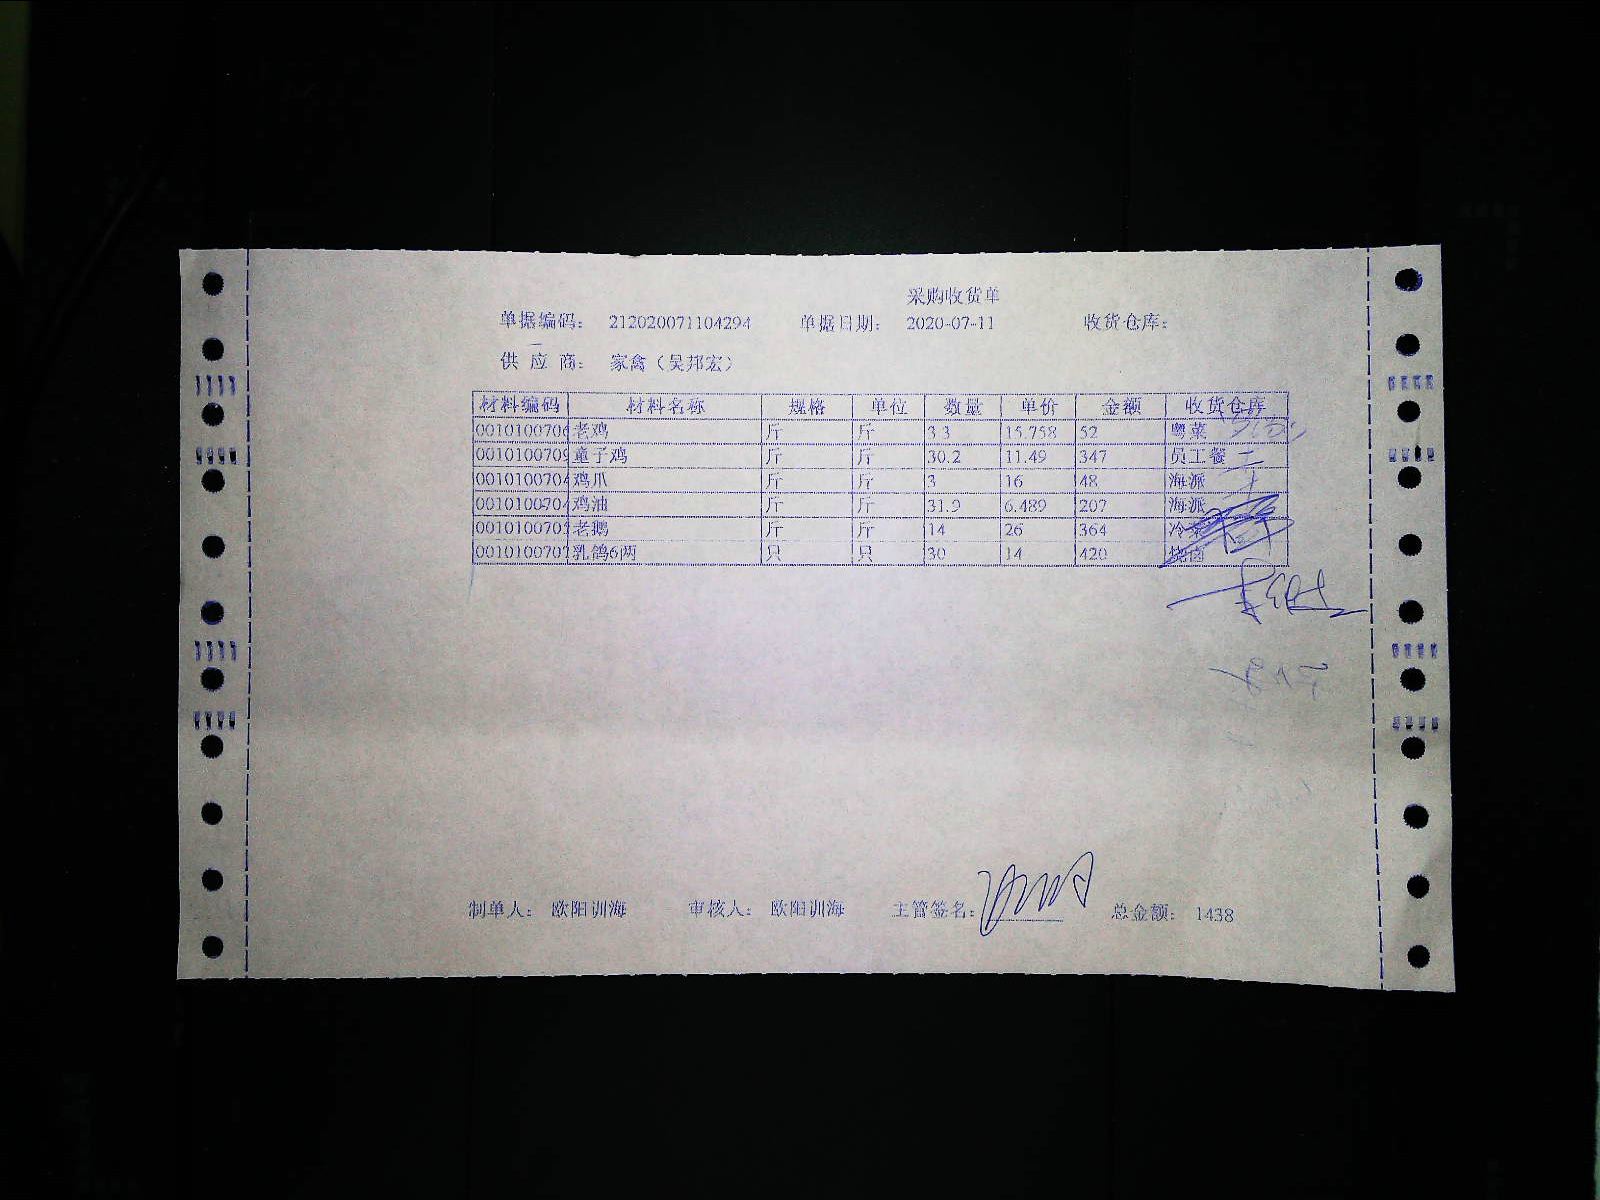 采购收货单
单据编码： 212020071104294 单据日期： 2020-07-11 收货仓库：
供 应 商： 家禽（吴邦宏）
材料编码 材料名称 规格 单位 数量 单价 金额 收货仓库
0010100706 老鸡 斤 斤 3.3 15.758 52 粤菜
0010100709 童子鸡 斤 斤 30.2 11.49 347 员工餐
0010100704 鸡爪 斤 斤 3 16 48 海派
0010100704 鸡油 斤 斤 31.9 6.489 207 海派
001010070 老鹅 斤 斤 14 26 364 冷菜
0010100707 乳鸽6两 只 只 30 14 420 烧卤
制单人： 欧阳训海 审核人： 欧阳训海 主管签名： 总金额： 1438